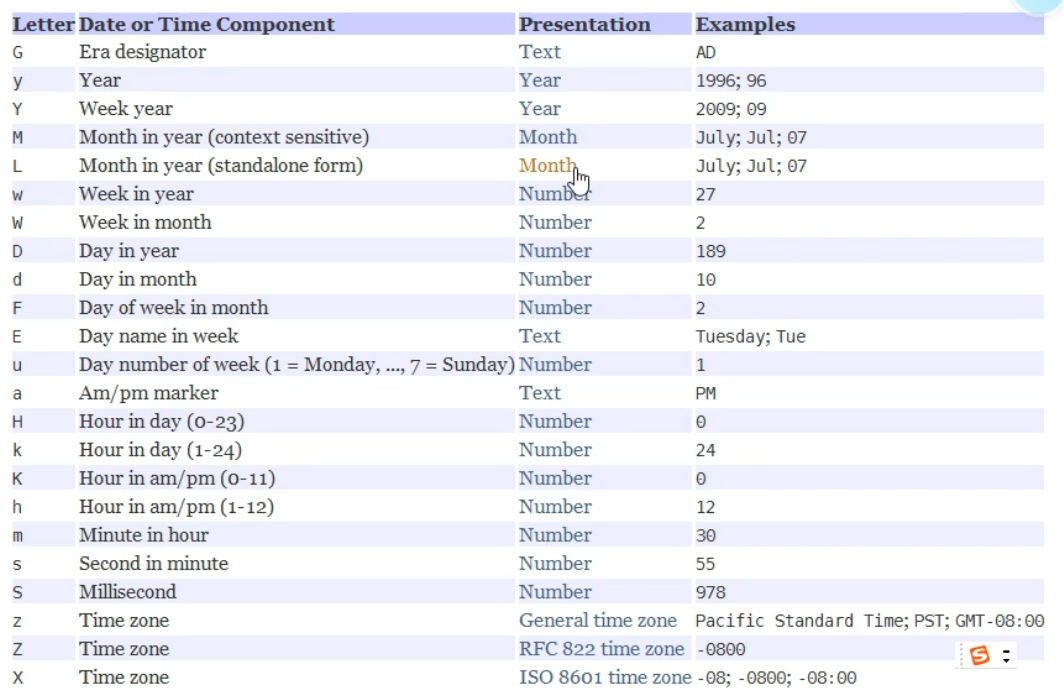 Letter Date or Time Component Presentation Examples
G Era designator Text AD
y Year Year 1996; 96
Y Week year Year 2009; 09
M Month in year (context sensitive) Month July; Jul; 07
L Month in year (standalone form) Month July; Jul; 07
w Week in year Number 27
W Week in month Number 2
D Day in year Number 189
d Day in month Number 10
F Day of week in month Number 2
E Day name in week Text Tuesday; Tue
u Day number of week (1 = Monday, ..., 7 = Sunday) Number 1
a Am/pm marker Text PM
H Hour in day (0-23) Number 0
k Hour in day (1-24) Number 24
K Hour in am/pm (0-11) Number 0
h Hour in am/pm (1-12) Number 12
m Minute in hour Number 30
s Second in minute Number 55
S Millisecond Number 978
z Time zone General time zone Pacific Standard Time; PST; GMT-08:00
Z Time zone RFC 822 time zone -0800
X Time zone ISO 8601 time zone -08; -0800; -08:00